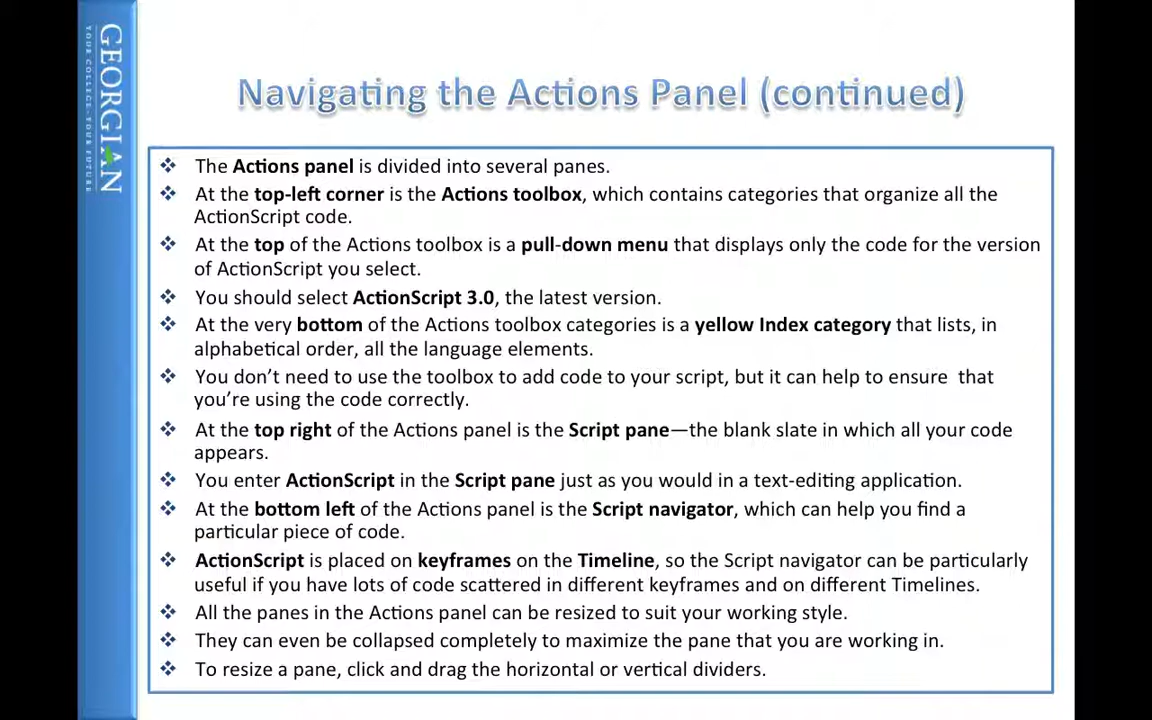 GEORGIAN
YOUR COLLEGE · YOUR FUTURE
Navigating the Actions Panel (continued)
❖ The Actions panel is divided into several panes.
❖ At the top-left corner is the Actions toolbox, which contains categories that organize all the
ActionScript code.
❖ At the top of the Actions toolbox is a pull-down menu that displays only the code for the version
of ActionScript you select.
❖ You should select ActionScript 3.0, the latest version.
❖ At the very bottom of the Actions toolbox categories is a yellow Index category that lists, in
alphabetical order, all the language elements.
❖ You don’t need to use the toolbox to add code to your script, but it can help to ensure  that
you’re using the code correctly.
❖ At the top right of the Actions panel is the Script pane—the blank slate in which all your code
appears.
❖ You enter ActionScript in the Script pane just as you would in a text-editing application.
❖ At the bottom left of the Actions panel is the Script navigator, which can help you find a
particular piece of code.
❖ ActionScript is placed on keyframes on the Timeline, so the Script navigator can be particularly
useful if you have lots of code scattered in different keyframes and on different Timelines.
❖ All the panes in the Actions panel can be resized to suit your working style.
❖ They can even be collapsed completely to maximize the pane that you are working in.
❖ To resize a pane, click and drag the horizontal or vertical dividers.